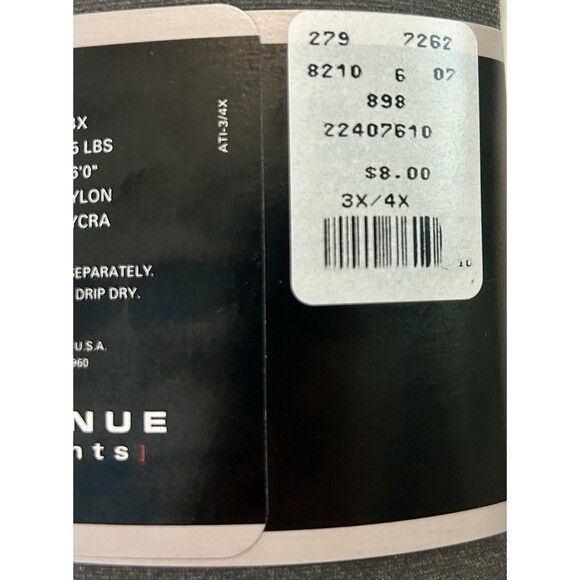 4X
5 LBS
6'0"
YLON
YCRA
SEPARATELY.
DRIP DRY.
U.S.A.
960
NUE
nts]
ATI-3/4X
279 7262
8210 6 07
898
22407610
$8.00
3X/4X
10